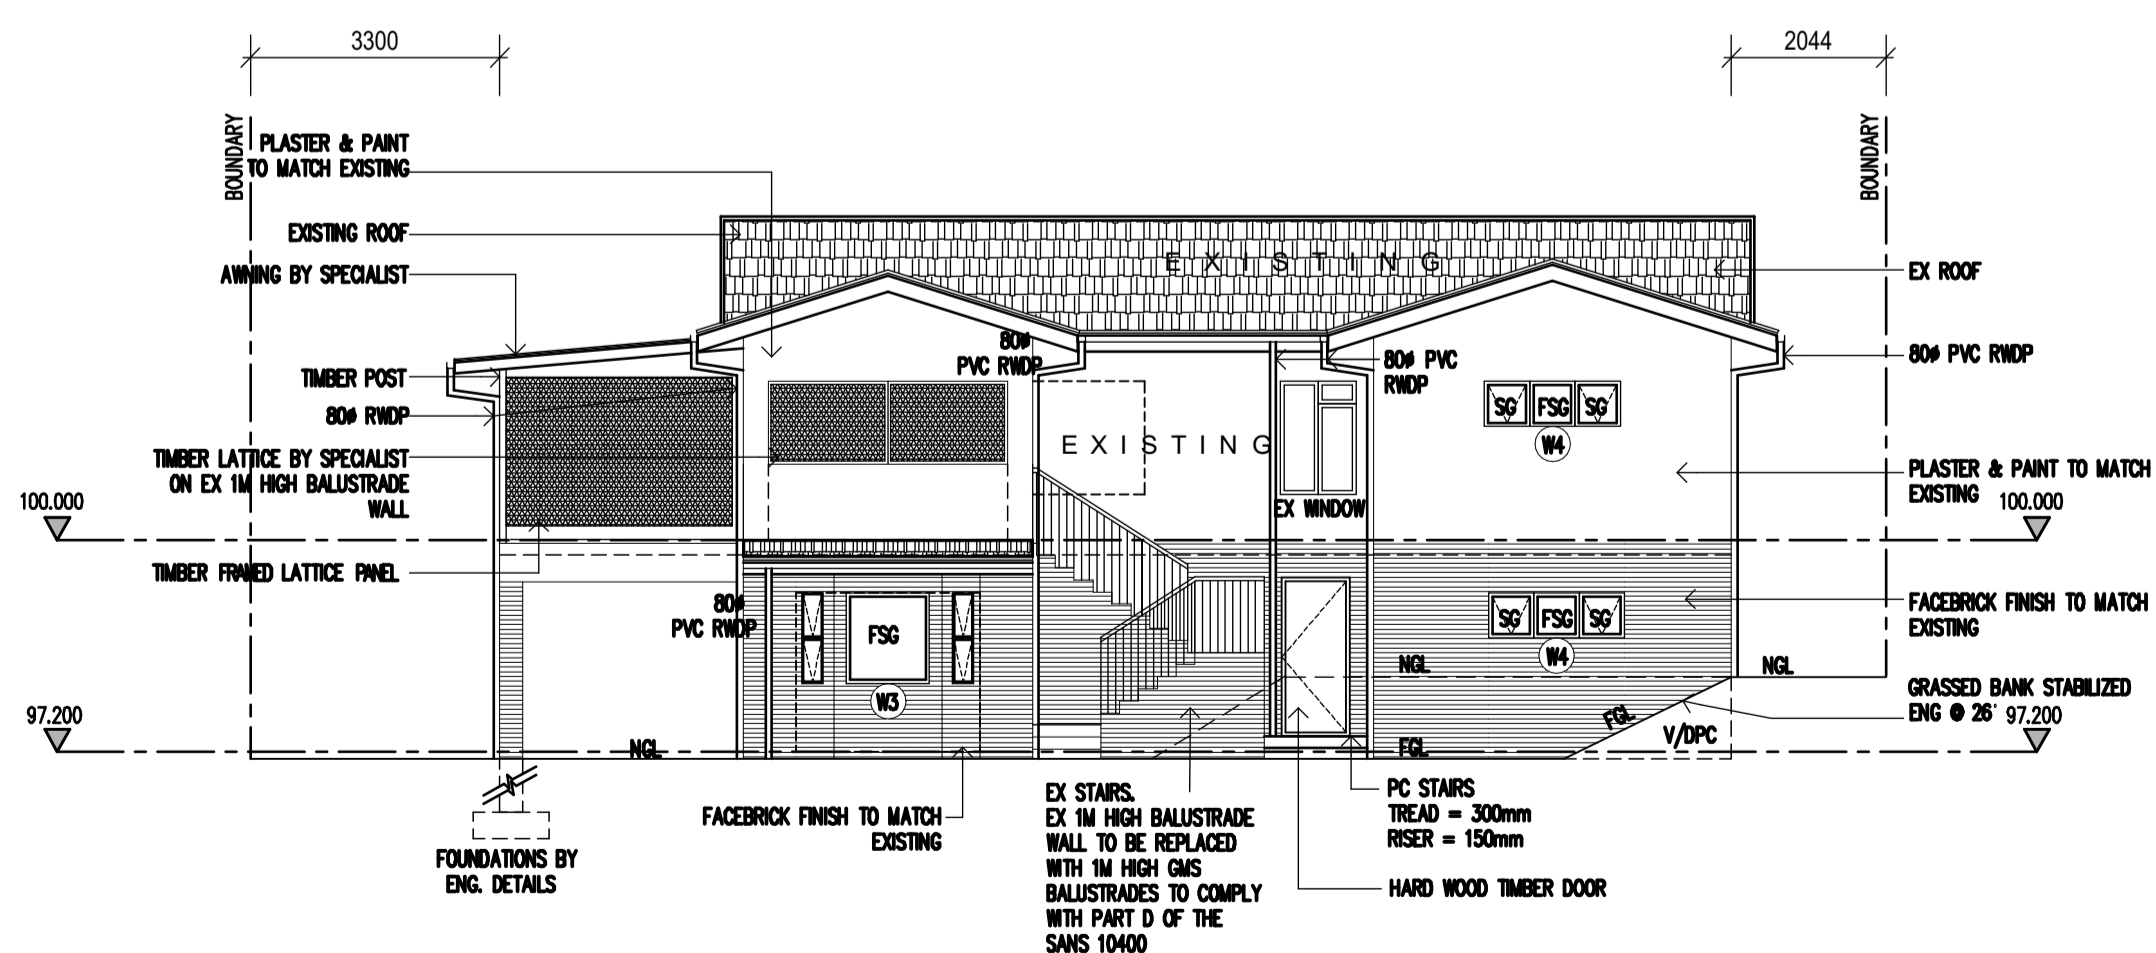 3300
2044
BOUNDARY
BOUNDARY
PLASTER & PAINT
TO MATCH EXISTING
EXISTING ROOF
AWNING BY SPECIALIST
TIMBER POST
80ø RWDP
TIMBER LATTICE BY SPECIALIST
ON EX 1M HIGH BALUSTRADE
WALL
100.000
TIMBER FRAMED LATTICE PANEL
97.200
EXISTING
80ø
PVC RWDP
80ø PVC
RWDP
EXISTING
EX WINDOW
SG FSG SG
W4
80ø
PVC RWDP
FSG
W3
SG FSG SG
W4
NGL
NGL
NGL
FGL
FGL
V/DPC
EX ROOF
80ø PVC RWDP
PLASTER & PAINT TO MATCH
EXISTING
100.000
FACEBRICK FINISH TO MATCH
EXISTING
GRASSED BANK STABILIZED
ENG @ 26°
97.200
FOUNDATIONS BY
ENG. DETAILS
FACEBRICK FINISH TO MATCH
EXISTING
EX STAIRS.
EX 1M HIGH BALUSTRADE
WALL TO BE REPLACED
WITH 1M HIGH GMS
BALUSTRADES TO COMPLY
WITH PART D OF THE
SANS 10400
PC STAIRS
TREAD = 300mm
RISER = 150mm
HARD WOOD TIMBER DOOR